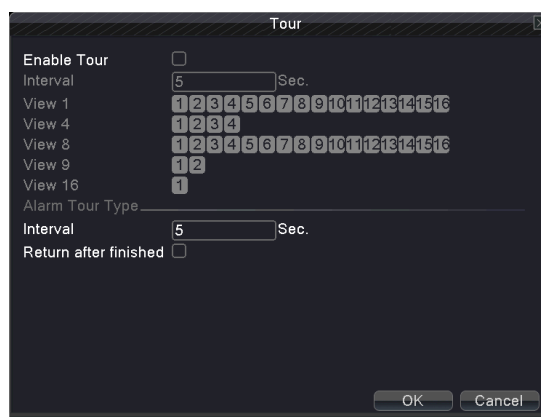 Tour
Enable Tour
Interval 5 Sec.
View 1 1 2 3 4 5 6 7 8 9 10 11 12 13 14 15 16
View 4 1 2 3 4
View 8 1 2 3 4 5 6 7 8 9 10 11 12 13 14 15 16
View 9 1 2
View 16 1
Alarm Tour Type
Interval 5 Sec.
Return after finished
OK Cancel